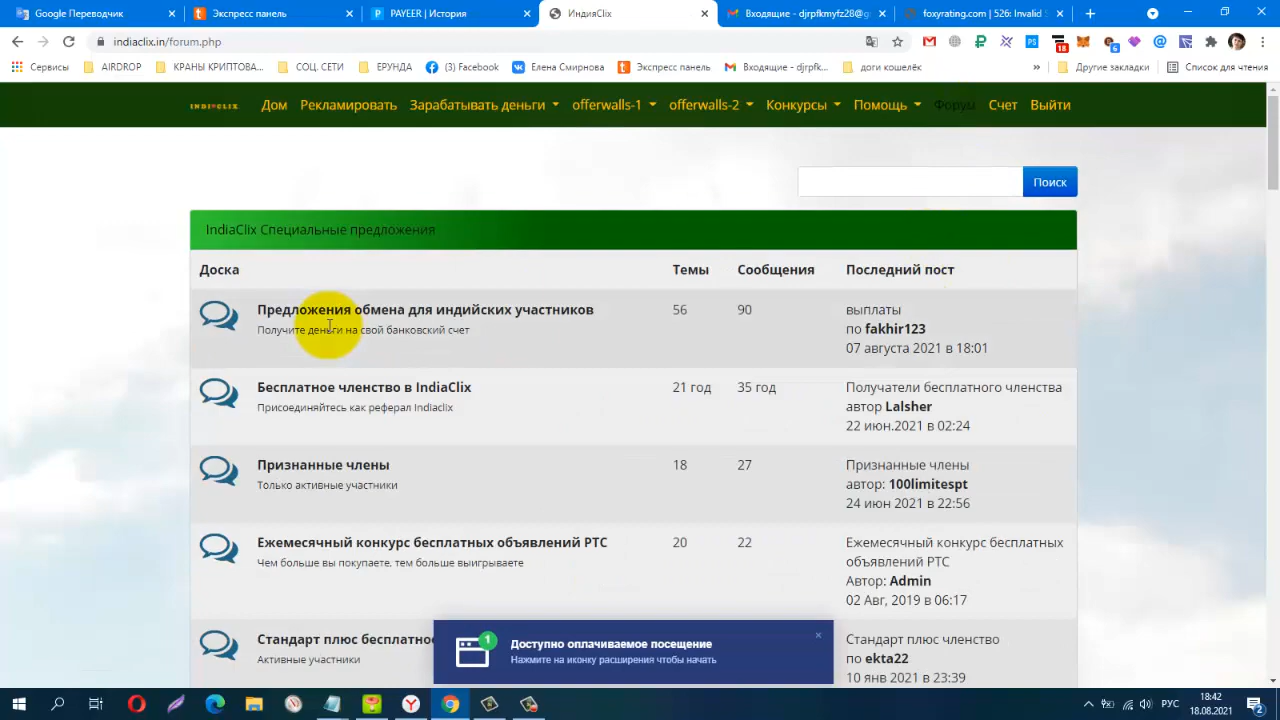 Google Переводчик
Экспресс панель
PAYEER | История
ИндияClix
Входящие - djrpfkmyfz28@g
foxyrating.com | 526: Invalid S
indiaclix.in/forum.php
Сервисы
AIRDROP
КРАНЫ КРИПТОВА...
СОЦ. СЕТИ
ЕРУНДА
(3) Facebook
Елена Смирнова
Экспресс панель
Входящие - djrpfk...
доги кошелёк
»
Другие закладки
Список для чтения
INDIACLIX
Дом
Рекламировать
Зарабатывать деньги
offerwalls-1
offerwalls-2
Конкурсы
Помощь
Форум
Счет
Выйти
Поиск
IndiaClix Специальные предложения
Доска
Темы
Сообщения
Последний пост
Предложения обмена для индийских участников
Получите деньги на свой банковский счет
56
90
выплаты
по fakhir123
07 августа 2021 в 18:01
Бесплатное членство в IndiaClix
Присоединяйтесь как реферал Indiaclix
21 год
35 год
Получатели бесплатного членства
автор Lalsher
22 июн.2021 в 02:24
Признанные члены
Только активные участники
18
27
Признанные члены
автор: 100limitespt
24 июн 2021 в 22:56
Ежемесячный конкурс бесплатных объявлений PTC
Чем больше вы покупаете, тем больше выигрываете
20
22
Ежемесячный конкурс бесплатных
объявлений PTC
Автор: Admin
02 Авг, 2019 в 06:17
Стандарт плюс бесплатное
Активные участники
Стандарт плюс членство
по ekta22
10 янв 2021 в 23:39
1
Доступно оплачиваемое посещение
Нажмите на иконку расширения чтобы начать
РУС
18:42
18.08.2021
2